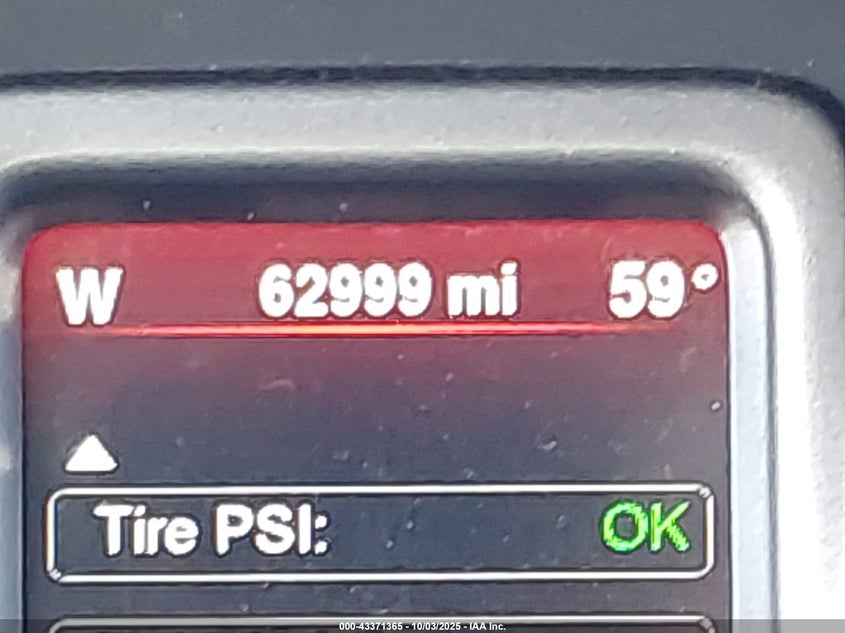 W 62999 mi 59°
Tire PSI: OK
000-43371365 - 10/03/2025 - IAA Inc.